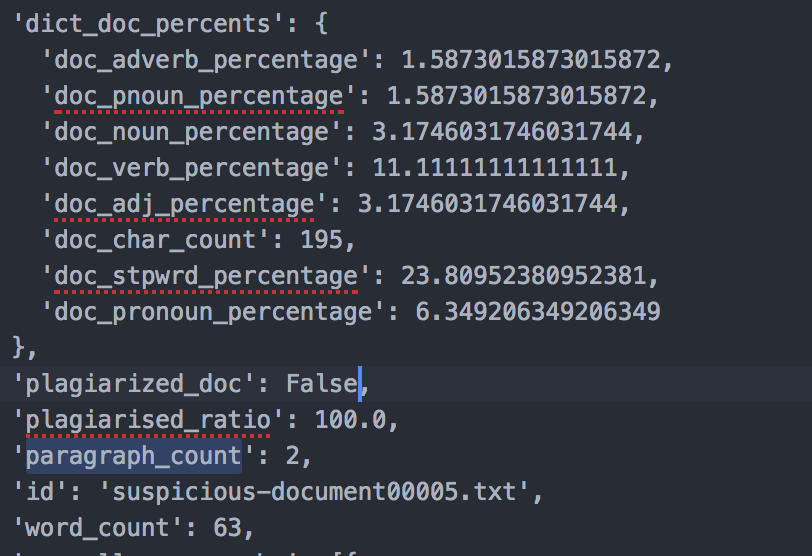 'dict_doc_percents': {
'doc_adverb_percentage': 1.5873015873015872,
'doc_pnoun_percentage': 1.5873015873015872,
'doc_noun_percentage': 3.1746031746031744,
'doc_verb_percentage': 11.11111111111111,
'doc_adj_percentage': 3.1746031746031744,
'doc_char_count': 195,
'doc_stpwrd_percentage': 23.80952380952381,
'doc_pronoun_percentage': 6.349206349206349
},
'plagiarized_doc': False,
'plagiarised_ratio': 100.0,
'paragraph_count': 2,
'id': 'suspicious-document00005.txt',
'word_count': 63,